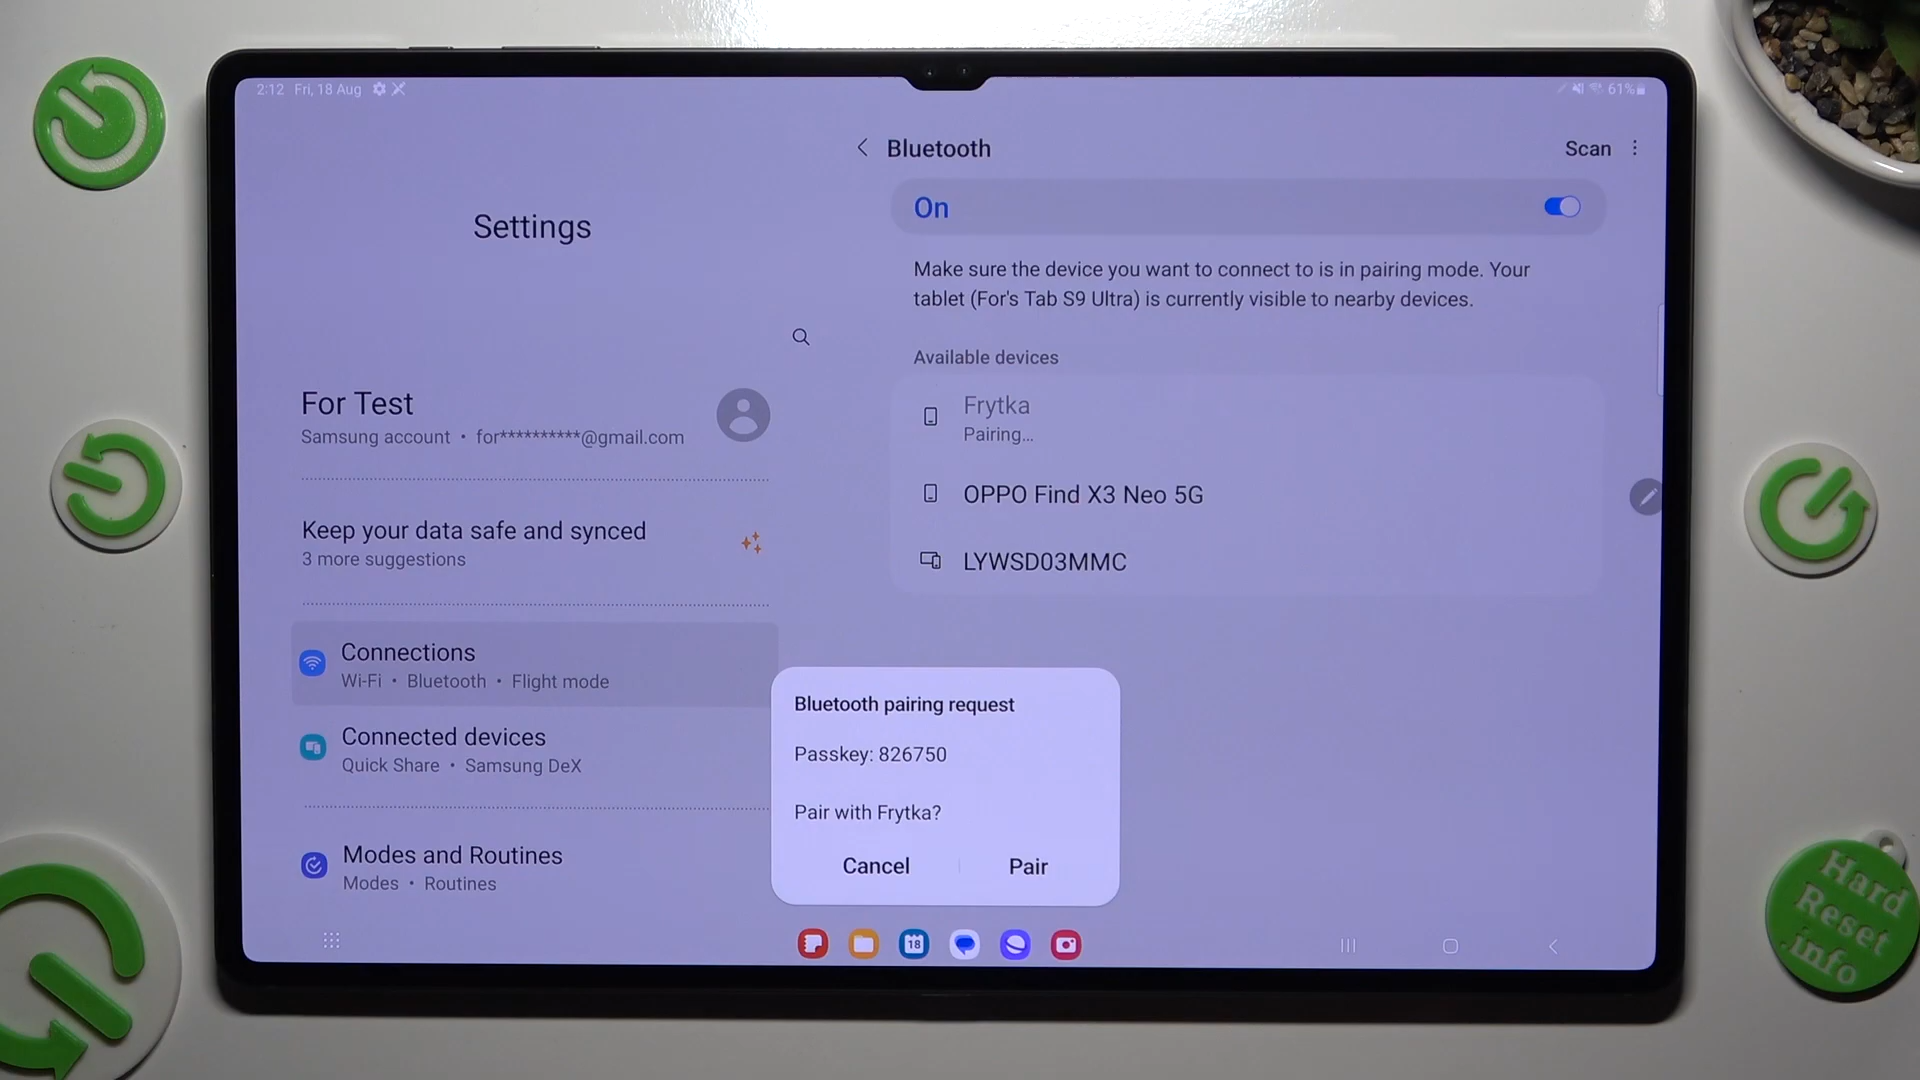 2:12 Fri, 18 Aug
61%
Settings
For Test
Samsung account • for**********@gmail.com
Keep your data safe and synced
3 more suggestions
Connections
Wi-Fi • Bluetooth • Flight mode
Connected devices
Quick Share • Samsung DeX
Modes and Routines
Modes • Routines
Bluetooth
Scan
On
Make sure the device you want to connect to is in pairing mode. Your
tablet (For's Tab S9 Ultra) is currently visible to nearby devices.
Available devices
Frytka
Pairing...
OPPO Find X3 Neo 5G
LYWSD03MMC
Bluetooth pairing request
Passkey: 826750
Pair with Frytka?
Cancel
Pair
18
Hard
Reset
.info